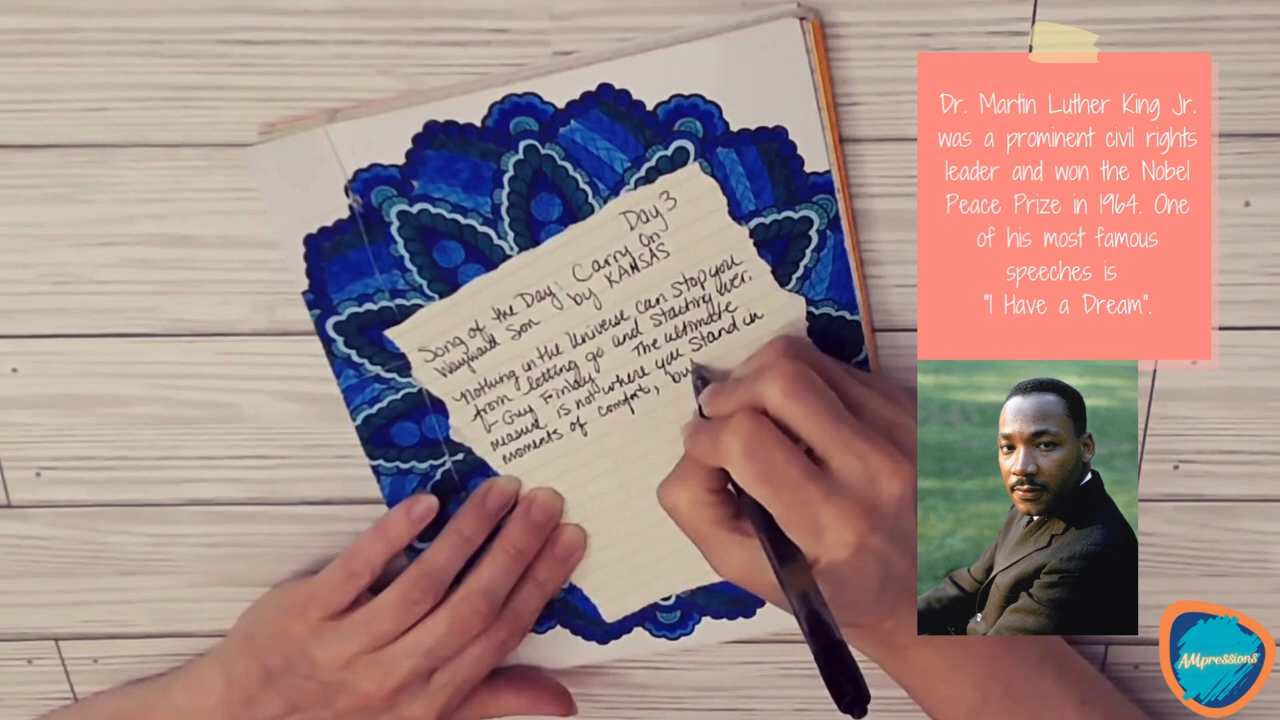 Day 3
Song of the Day: Carry On
Wayward Son by KANSAS
Nothing in the Universe can stop you
from letting go and starting over.
- Guy Finley The ultimate
measure is not where you stand in
moments of comfort, but
Dr. Martin Luther King Jr.
was a prominent civil rights
leader and won the Nobel
Peace Prize in 1964. One
of his most famous
speeches is
"I Have a Dream".
AMpressions